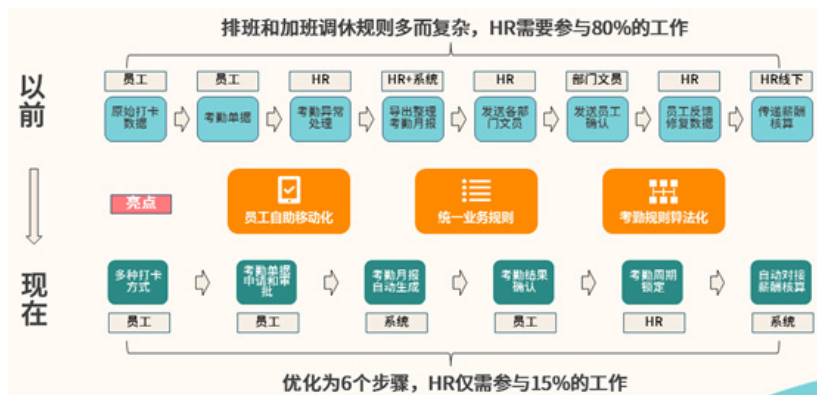 排班和加班调休规则多而复杂，HR需要参与80%的工作
以前
员工
员工
HR
HR+系统
HR
部门文员
HR
HR线下
原始打卡
数据
考勤单据
考勤异常
处理
导出整理
考勤月报
发送各部
门文员
发送员工
确认
员工反馈
修复数据
传递薪酬
核算
亮点
员工自助移动化
统一业务规则
考勤规则算法化
现在
多种打卡
方式
考勤单据
申请和审
批
考勤月报
自动生成
考勤结果
确认
考勤周期
锁定
自动对接
薪酬核算
员工
员工
系统
员工
HR
系统
优化为6个步骤，HR仅需参与15%的工作